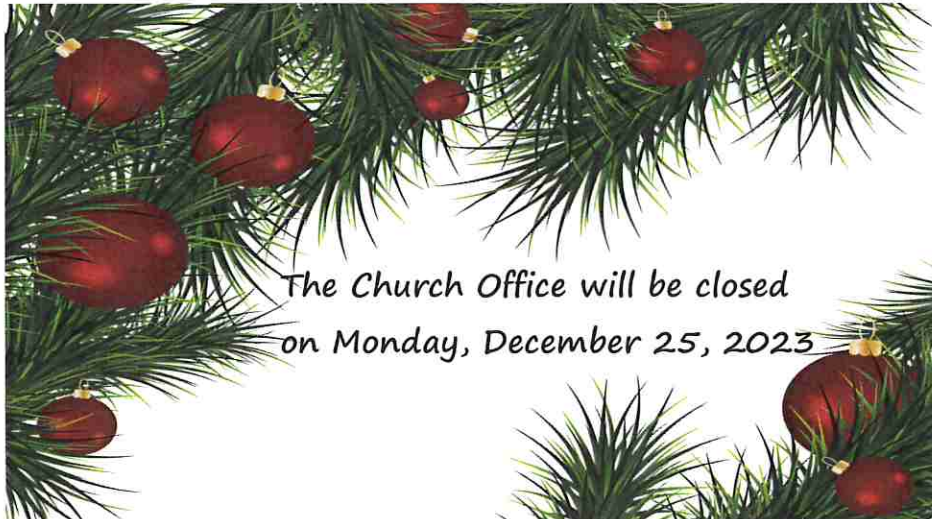 The Church Office will be closed
on Monday, December 25, 2023